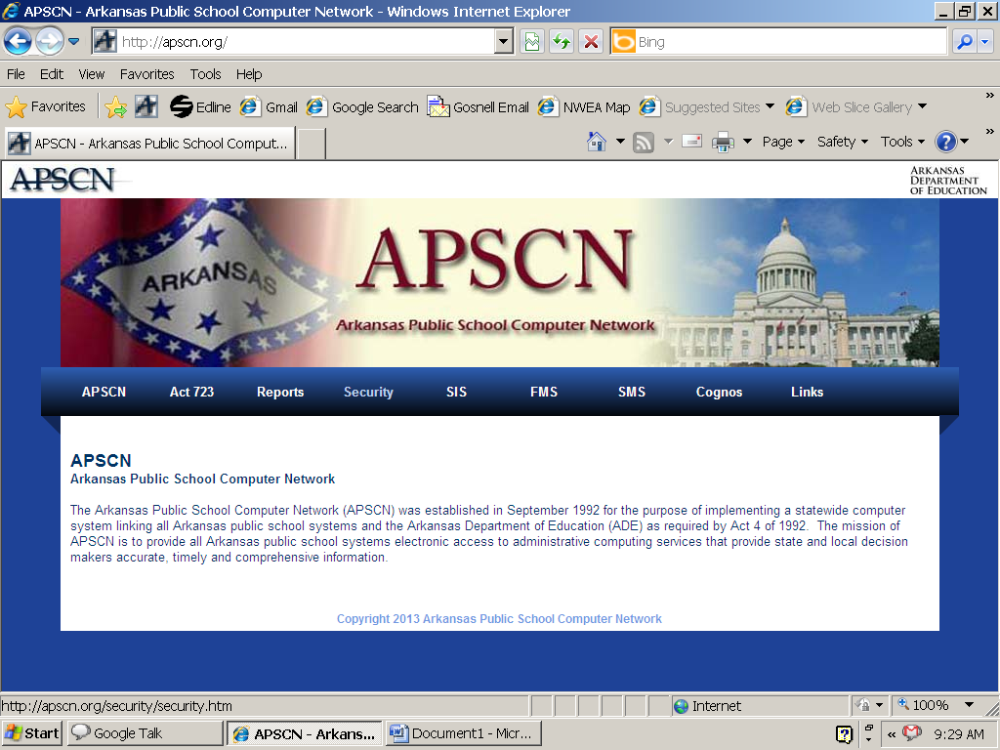 APSCN - Arkansas Public School Computer Network - Windows Internet Explorer
http://apscn.org/
Bing
File Edit View Favorites Tools Help
Favorites Edline Gmail Google Search Gosnell Email NWEA Map Suggested Sites Web Slice Gallery »
APSCN - Arkansas Public School Comput... Page Safety Tools »
APSCN
ARKANSAS
DEPARTMENT
OF EDUCATION
ARKANSAS
APSCN
Arkansas Public School Computer Network
APSCN Act 723 Reports Security SIS FMS SMS Cognos Links
APSCN
Arkansas Public School Computer Network
The Arkansas Public School Computer Network (APSCN) was established in September 1992 for the purpose of implementing a statewide computer
system linking all Arkansas public school systems and the Arkansas Department of Education (ADE) as required by Act 4 of 1992. The mission of
APSCN is to provide all Arkansas public school systems electronic access to administrative computing services that provide state and local decision
makers accurate, timely and comprehensive information.
Copyright 2013 Arkansas Public School Computer Network
http://apscn.org/security/security.htm Internet 100%
Start Google Talk APSCN - Arkans... Document1 - Micr... « 9:29 AM